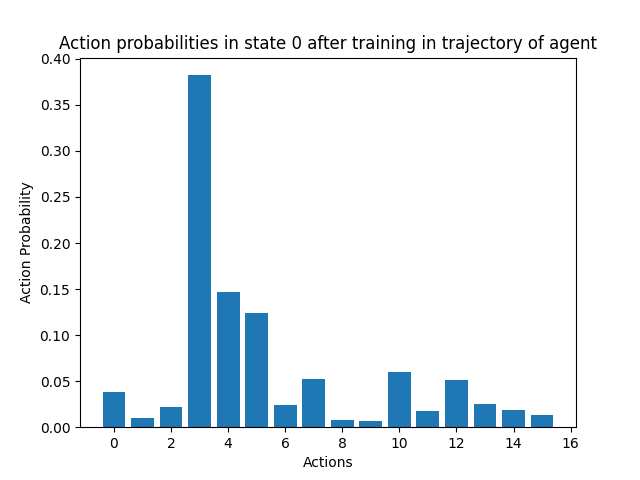 Action probabilities in state 0 after training in trajectory of agent
0.40
0.35
0.30
0.25
0.20
0.15
0.10
0.05
0.00
Action Probability
0 2 4 6 8 10 12 14 16
Actions